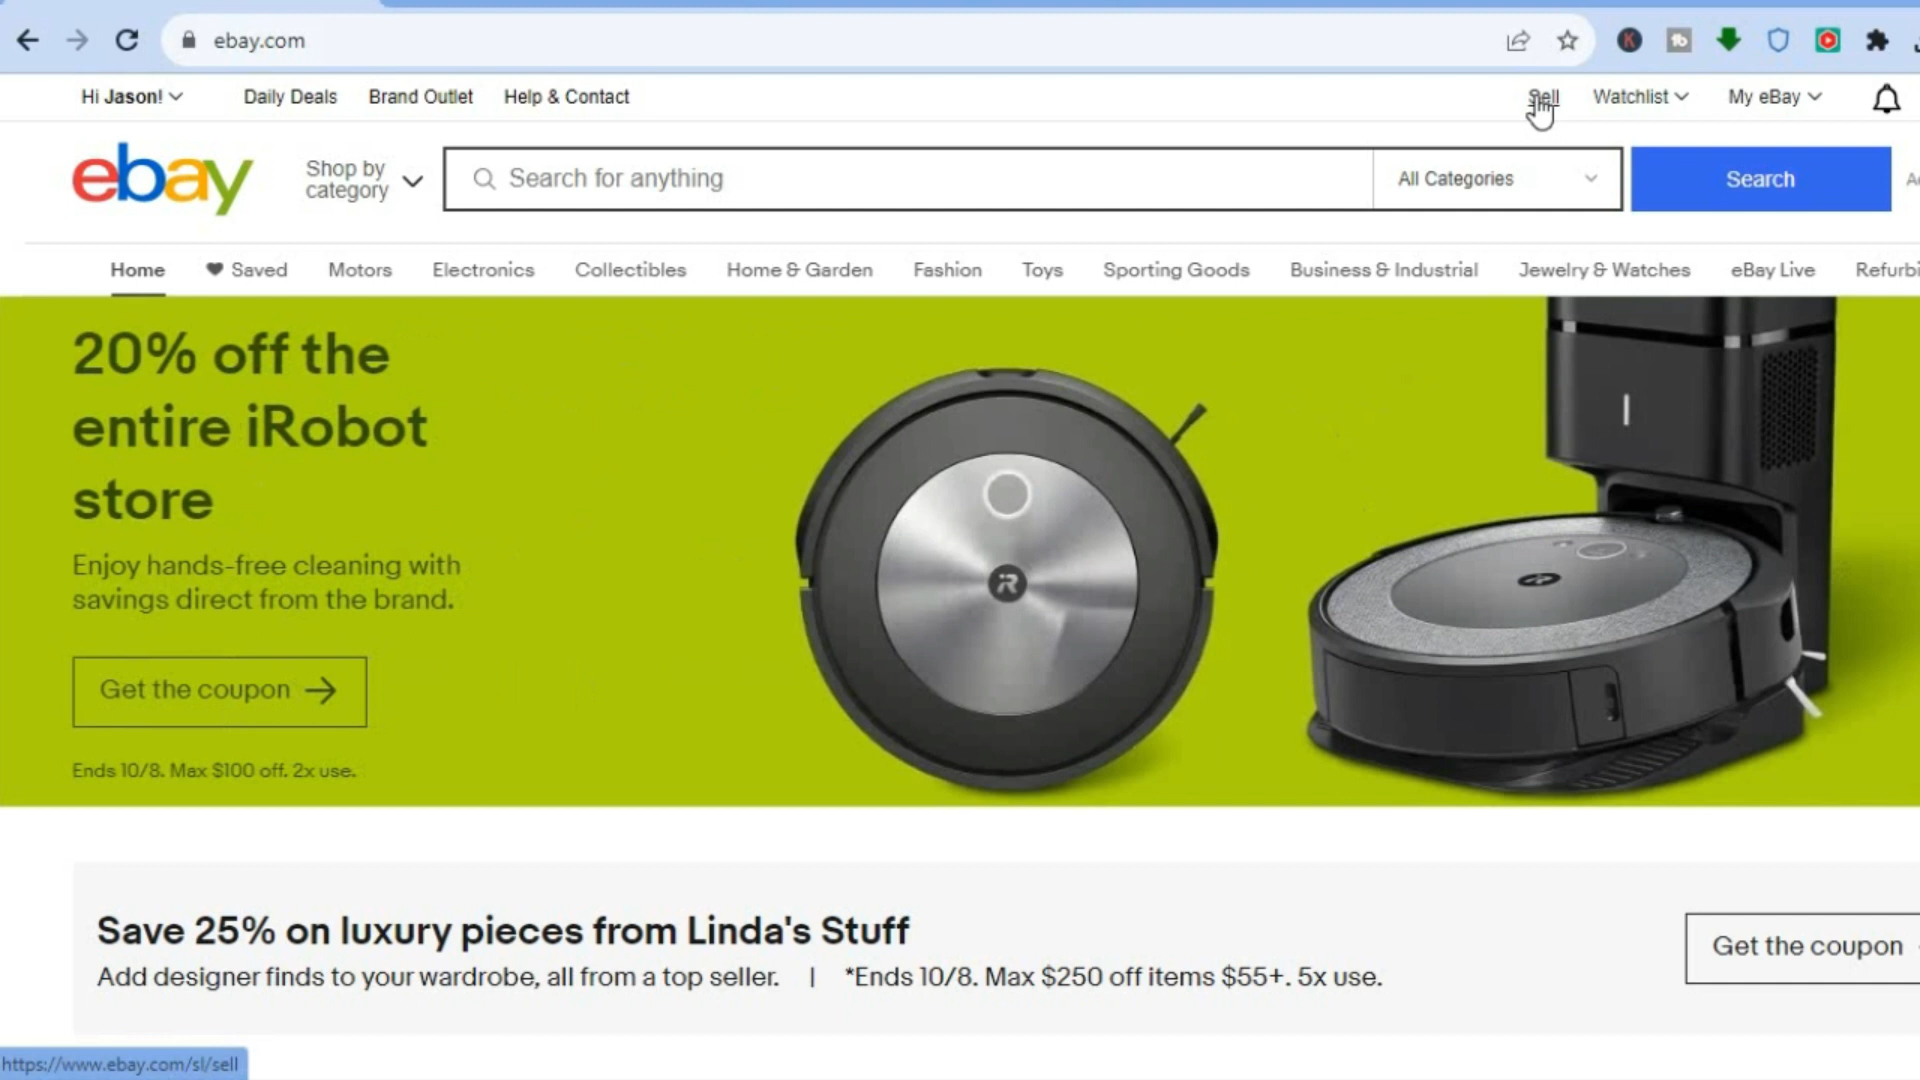 ebay.com
Hi Jason! Daily Deals Brand Outlet Help & Contact Sell Watchlist My eBay
ebay
Shop by
category
Search for anything
All Categories
Search
Home Saved Motors Electronics Collectibles Home & Garden Fashion Toys Sporting Goods Business & Industrial Jewelry & Watches eBay Live
20% off the
entire iRobot
store
Enjoy hands-free cleaning with
savings direct from the brand.
Get the coupon →
Ends 10/8. Max $100 off. 2x use.
Save 25% on luxury pieces from Linda's Stuff
Add designer finds to your wardrobe, all from a top seller. | *Ends 10/8. Max $250 off items $55+. 5x use.
Get the coupon
https://www.ebay.com/sl/sell